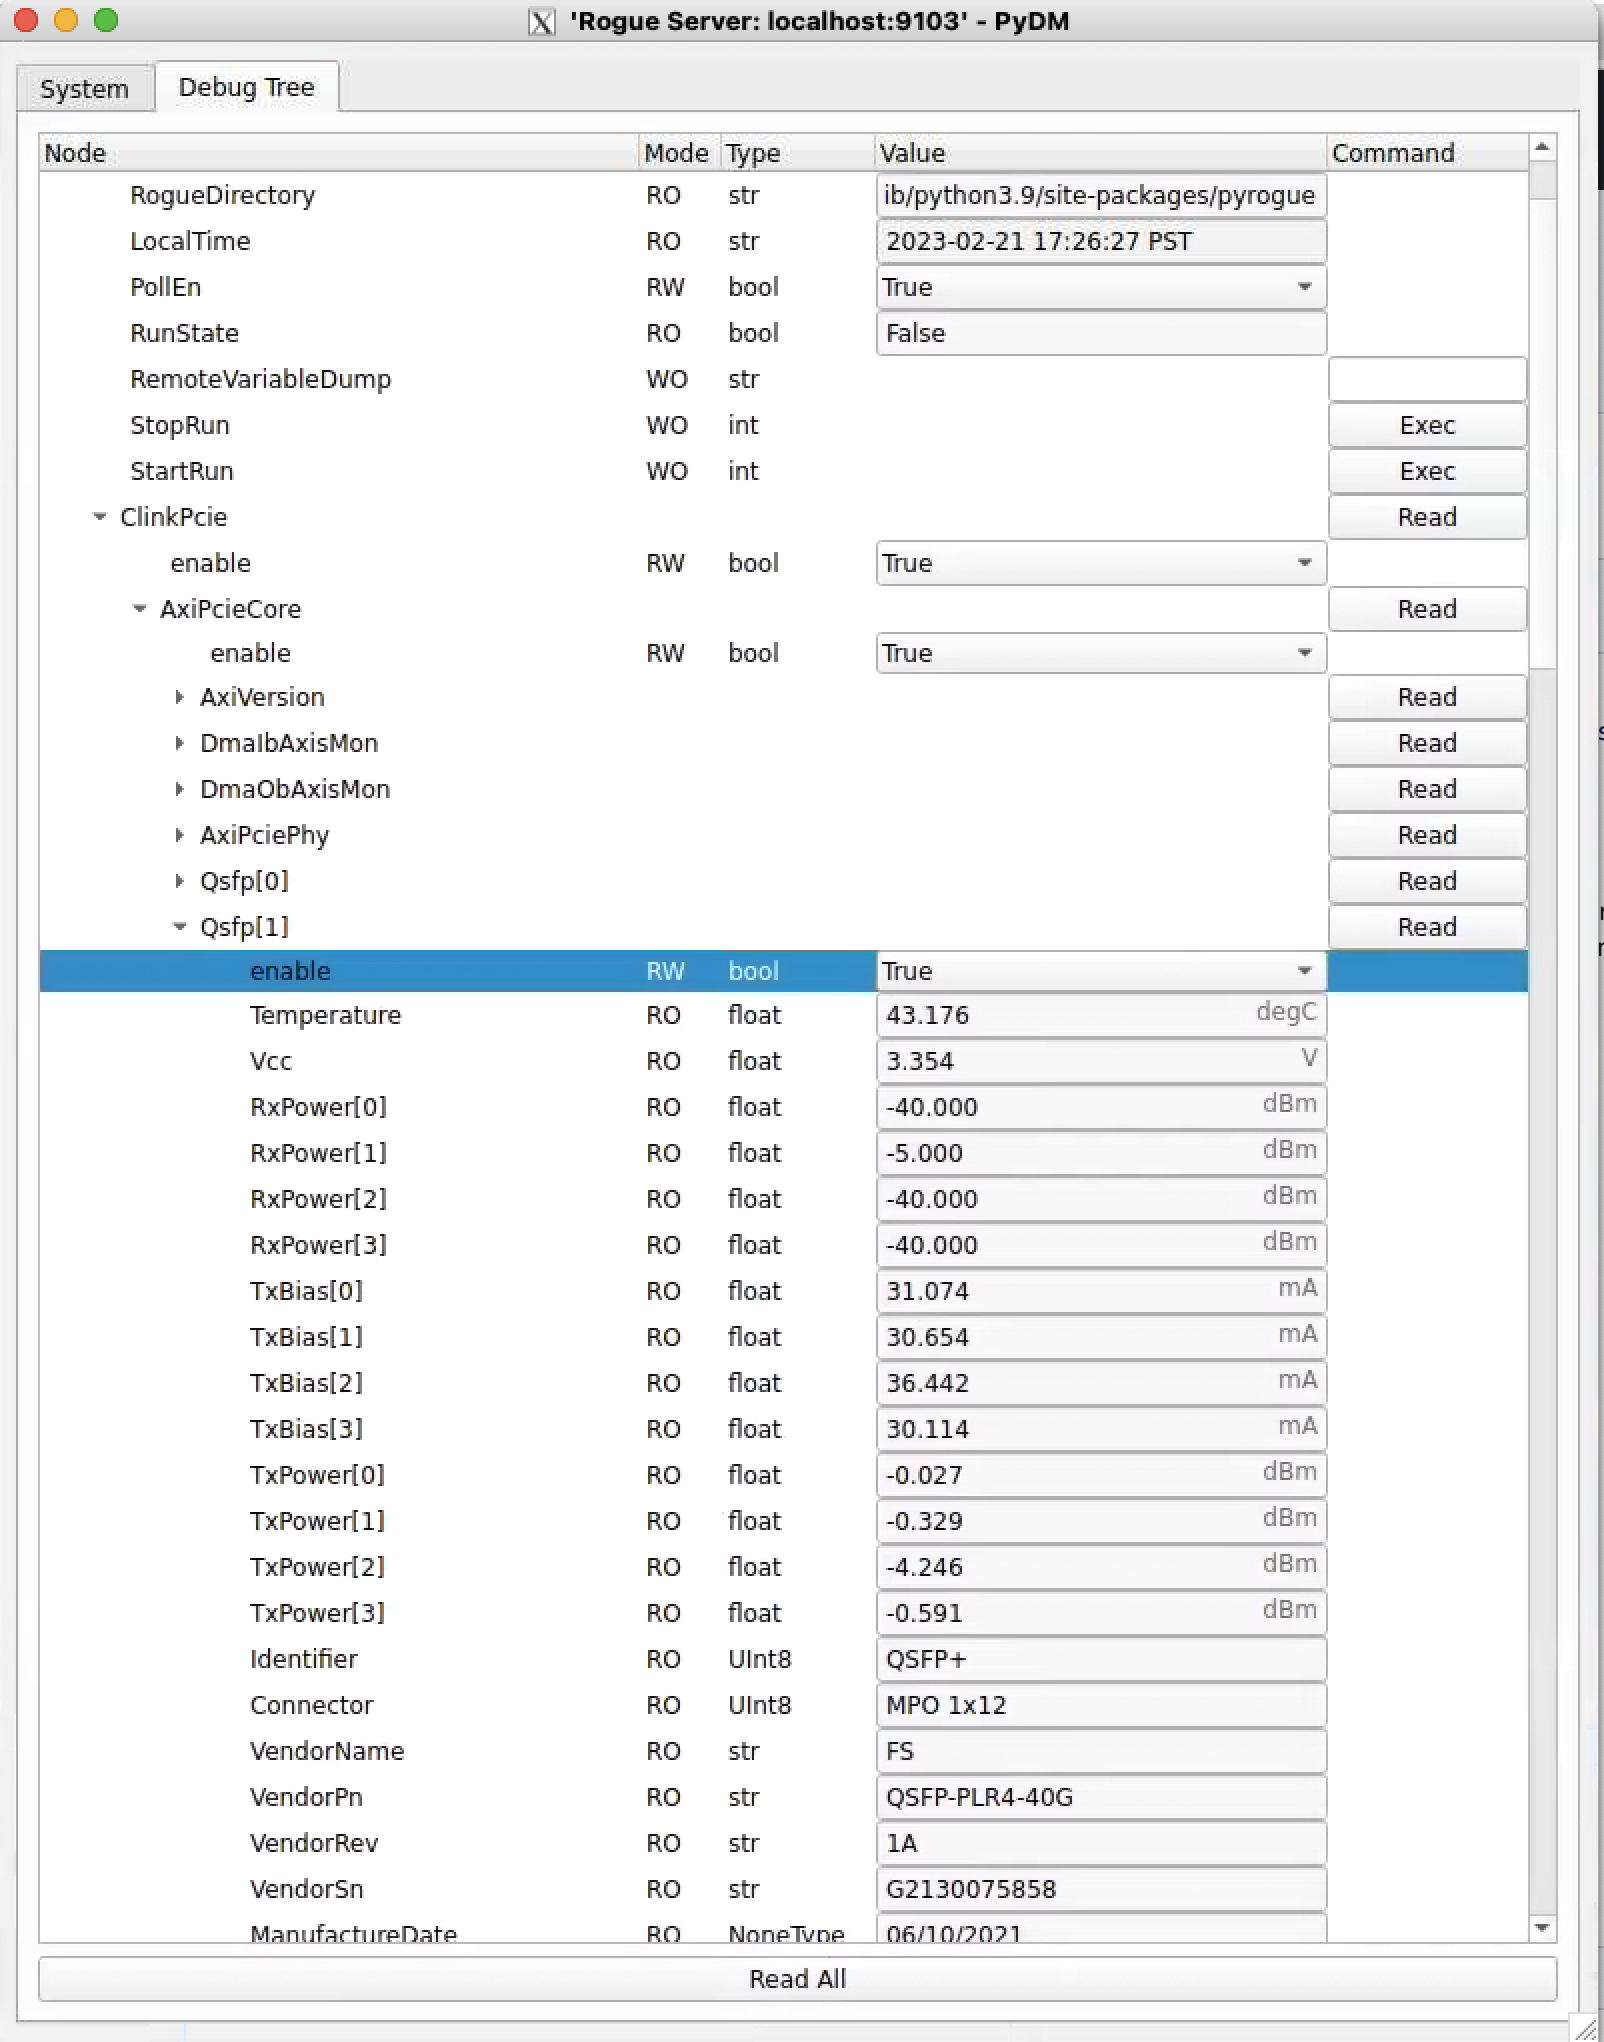 'Rogue Server: localhost:9103' - PyDM
System Debug Tree
Node Mode Type Value Command
RogueDirectory RO str ib/python3.9/site-packages/pyrogue
LocalTime RO str 2023-02-21 17:26:27 PST
PollEn RW bool True
RunState RO bool False
RemoteVariableDump WO str
StopRun WO int Exec
StartRun WO int Exec
ClinkPcie Read
enable RW bool True
AxiPcieCore Read
enable RW bool True
AxiVersion Read
DmaIbAxisMon Read
DmaObAxisMon Read
AxiPciePhy Read
Qsfp[0] Read
Qsfp[1] Read
enable RW bool True
Temperature RO float 43.176 degC
Vcc RO float 3.354 V
RxPower[0] RO float -40.000 dBm
RxPower[1] RO float -5.000 dBm
RxPower[2] RO float -40.000 dBm
RxPower[3] RO float -40.000 dBm
TxBias[0] RO float 31.074 mA
TxBias[1] RO float 30.654 mA
TxBias[2] RO float 36.442 mA
TxBias[3] RO float 30.114 mA
TxPower[0] RO float -0.027 dBm
TxPower[1] RO float -0.329 dBm
TxPower[2] RO float -4.246 dBm
TxPower[3] RO float -0.591 dBm
Identifier RO UInt8 QSFP+
Connector RO UInt8 MPO 1x12
VendorName RO str FS
VendorPn RO str QSFP-PLR4-40G
VendorRev RO str 1A
VendorSn RO str G2130075858
ManufactureDate RO NoneType 06/10/2021
Read All